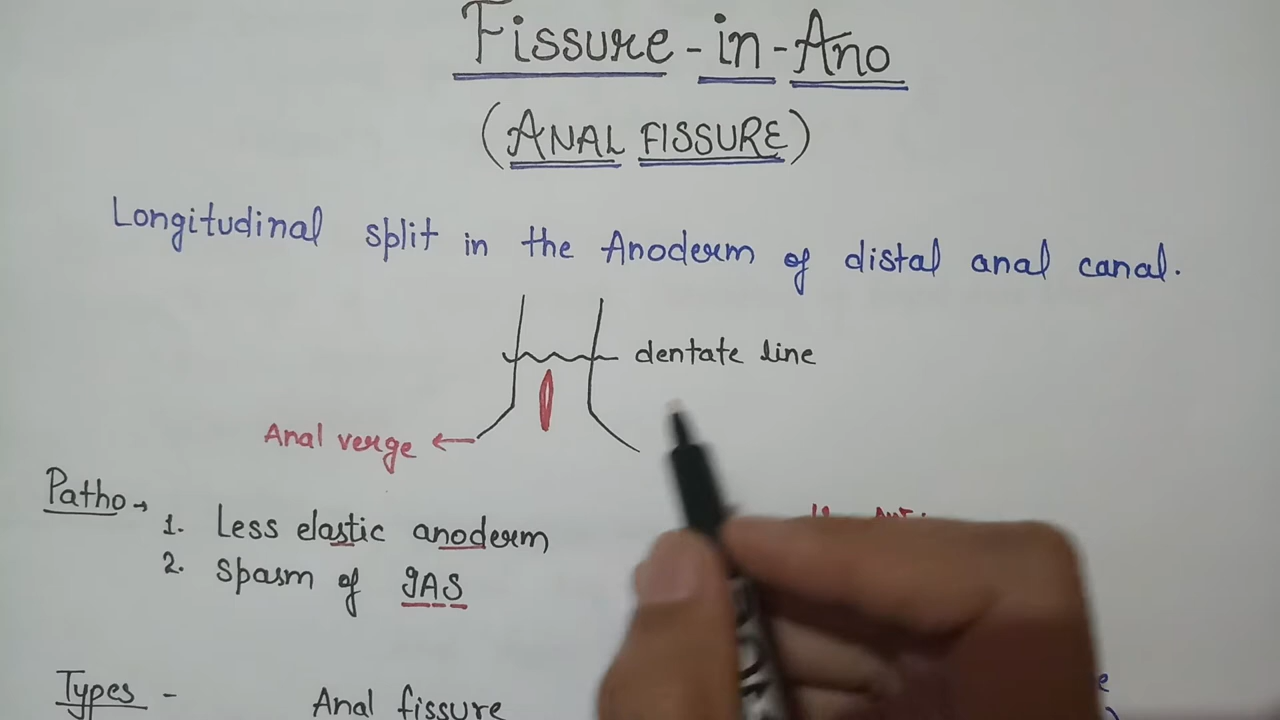 Fissure-in-Ano
(ANAL FISSURE)
Longitudinal split in the Anoderm of distal anal canal.
dentate line
Anal verge ←
Patho→
1. Less elastic anoderm
2. Spasm of IAS
Types -
Anal fissure